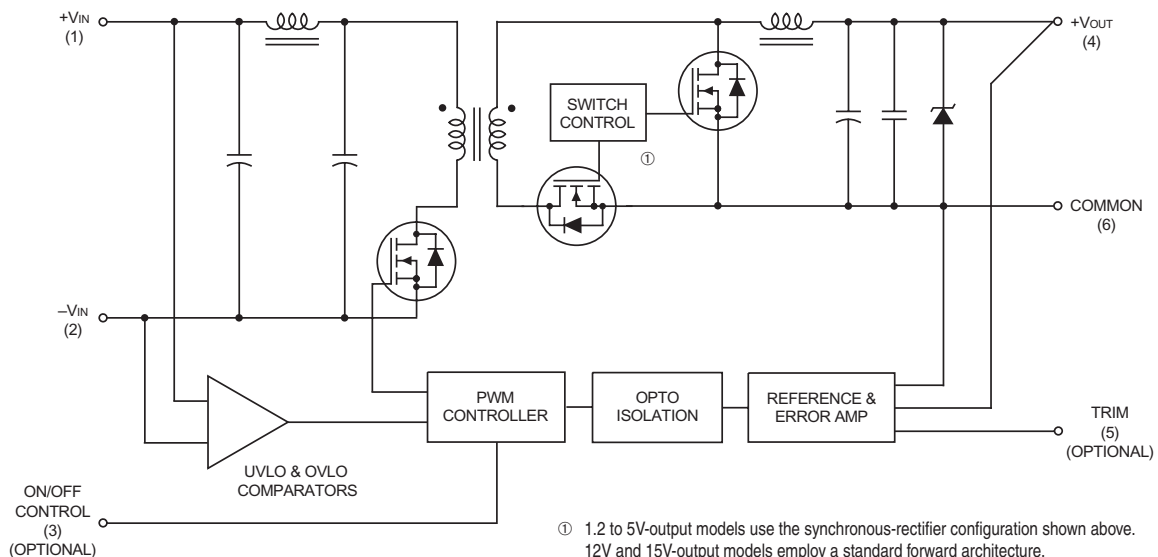 +VIN
(1)
+VOUT
(4)
SWITCH
CONTROL
①
COMMON
(6)
–VIN
(2)
PWM
CONTROLLER
OPTO
ISOLATION
REFERENCE &
ERROR AMP
TRIM
(5)
(OPTIONAL)
UVLO & OVLO
COMPARATORS
ON/OFF
CONTROL
(3)
(OPTIONAL)
① 1.2 to 5V-output models use the synchronous-rectifier configuration shown above.
12V and 15V-output models employ a standard forward architecture.